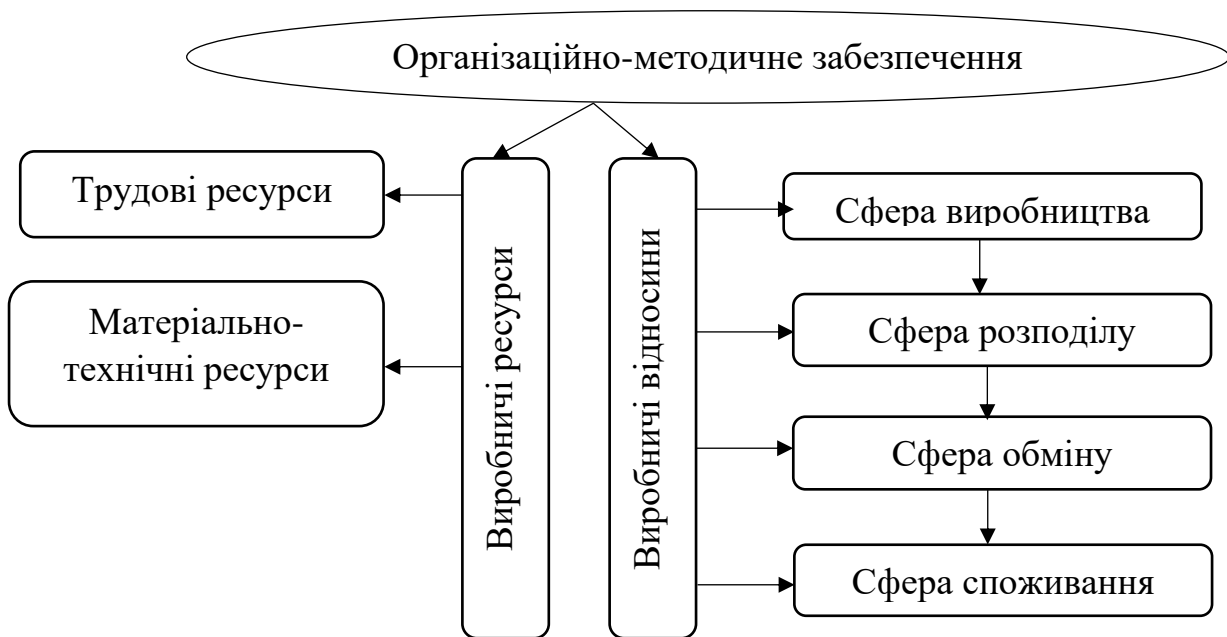 Організаційно-методичне забезпечення
Трудові ресурси
Матеріально-
технічні ресурси
Виробничі ресурси
Виробничі відносини
Сфера виробництва
Сфера розподілу
Сфера обміну
Сфера споживання